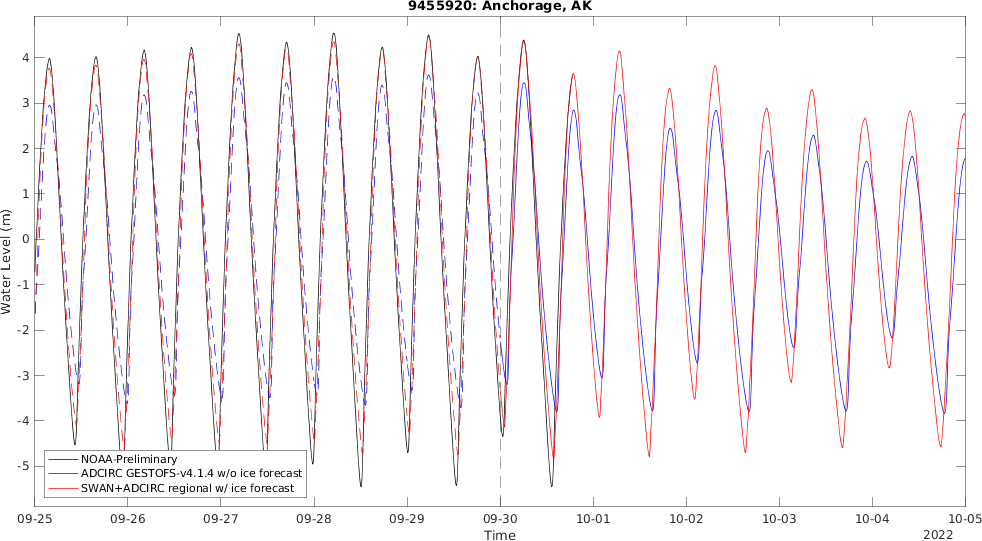 9455920: Anchorage, AK
Water Level (m)
4
3
2
1
0
-1
-2
-3
-4
-5
NOAA-Preliminary
ADCIRC GESTOFS-v4.1.4 w/o ice forecast
SWAN+ADCIRC regional w/ ice forecast
09-25 09-26 09-27 09-28 09-29 09-30 10-01 10-02 10-03 10-04 10-05
Time
2022